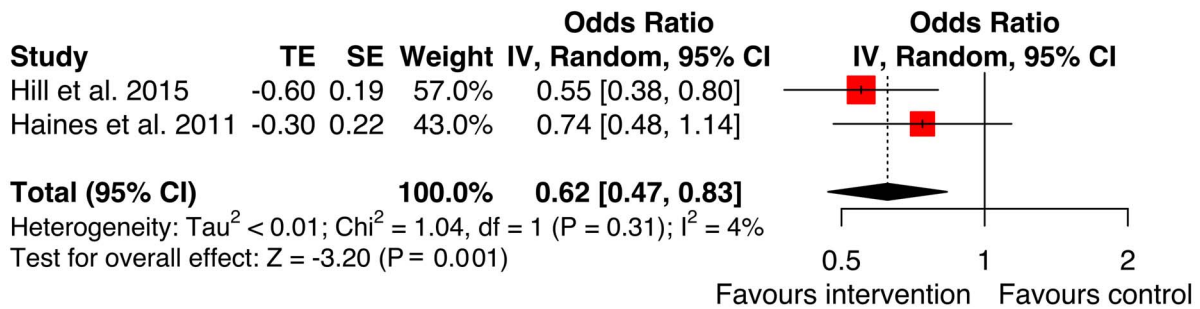 Odds Ratio Odds Ratio
Study TE SE Weight IV, Random, 95% CI IV, Random, 95% CI
Hill et al. 2015 -0.60 0.19 57.0% 0.55 [0.38, 0.80]
Haines et al. 2011 -0.30 0.22 43.0% 0.74 [0.48, 1.14]
Total (95% CI) 100.0% 0.62 [0.47, 0.83]
Heterogeneity: Tau² < 0.01; Chi² = 1.04, df = 1 (P = 0.31); I² = 4%
Test for overall effect: Z = -3.20 (P = 0.001)
0.5 1 2
Favours intervention Favours control